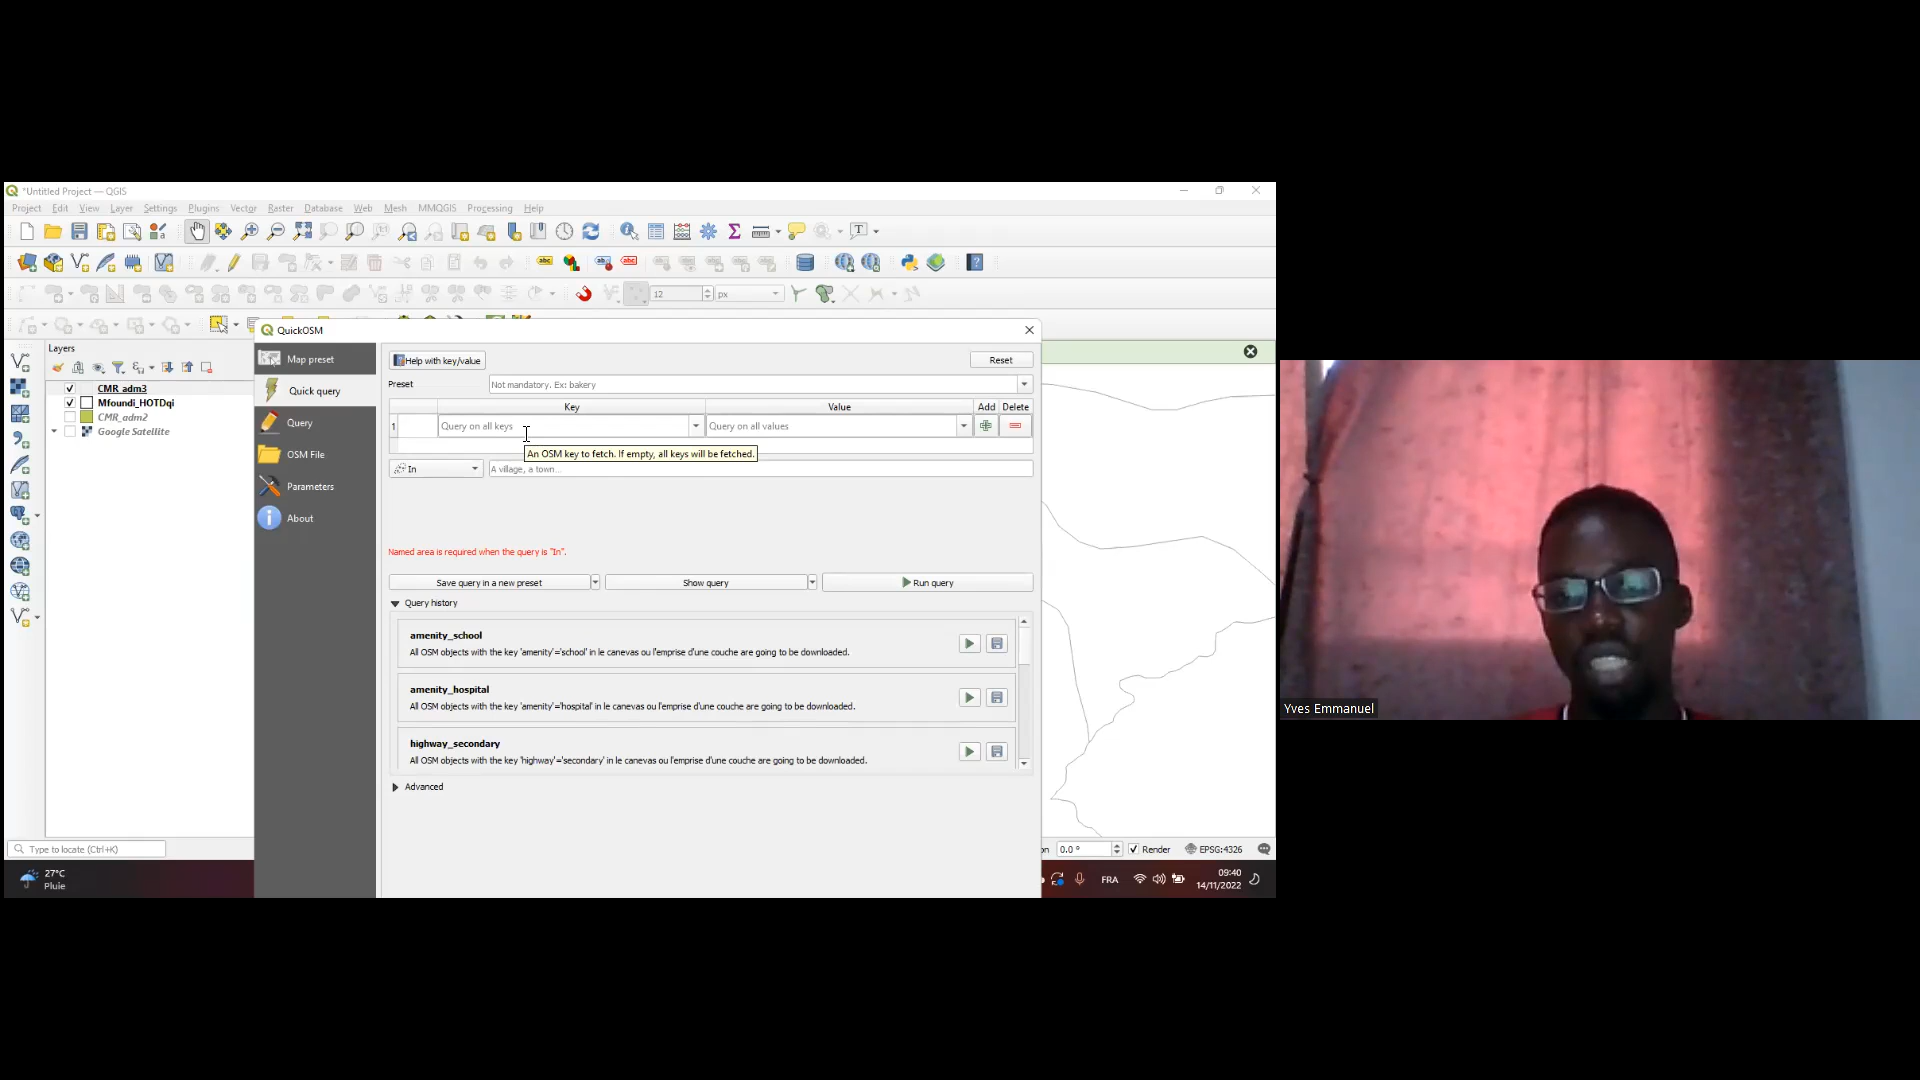 *Untitled Project — QGIS
Project Edit View Layer Settings Plugins Vector Raster Database Web Mesh MMQGIS Processing Help
12 px
QuickOSM
Layers
CMR_adm3
Mfoundi_HOTDqi
CMR_adm2
Google Satellite
Map preset
Quick query
Query
OSM File
Parameters
About
Help with key/value
Reset
Preset
Not mandatory. Ex: bakery
Key Value Add Delete
1 Query on all keys Query on all values
An OSM key to fetch. If empty, all keys will be fetched.
In A village, a town...
Named area is required when the query is "In".
Save query in a new preset Show query Run query
Query history
amenity_school
All OSM objects with the key 'amenity'='school' in le canevas ou l'emprise d'une couche are going to be downloaded.
amenity_hospital
All OSM objects with the key 'amenity'='hospital' in le canevas ou l'emprise d'une couche are going to be downloaded.
highway_secondary
All OSM objects with the key 'highway'='secondary' in le canevas ou l'emprise d'une couche are going to be downloaded.
Advanced
Type to locate (Ctrl+K)
on 0.0 ° Render EPSG:4326
27°C
Pluie
FRA
09:40
14/11/2022
Yves Emmanuel